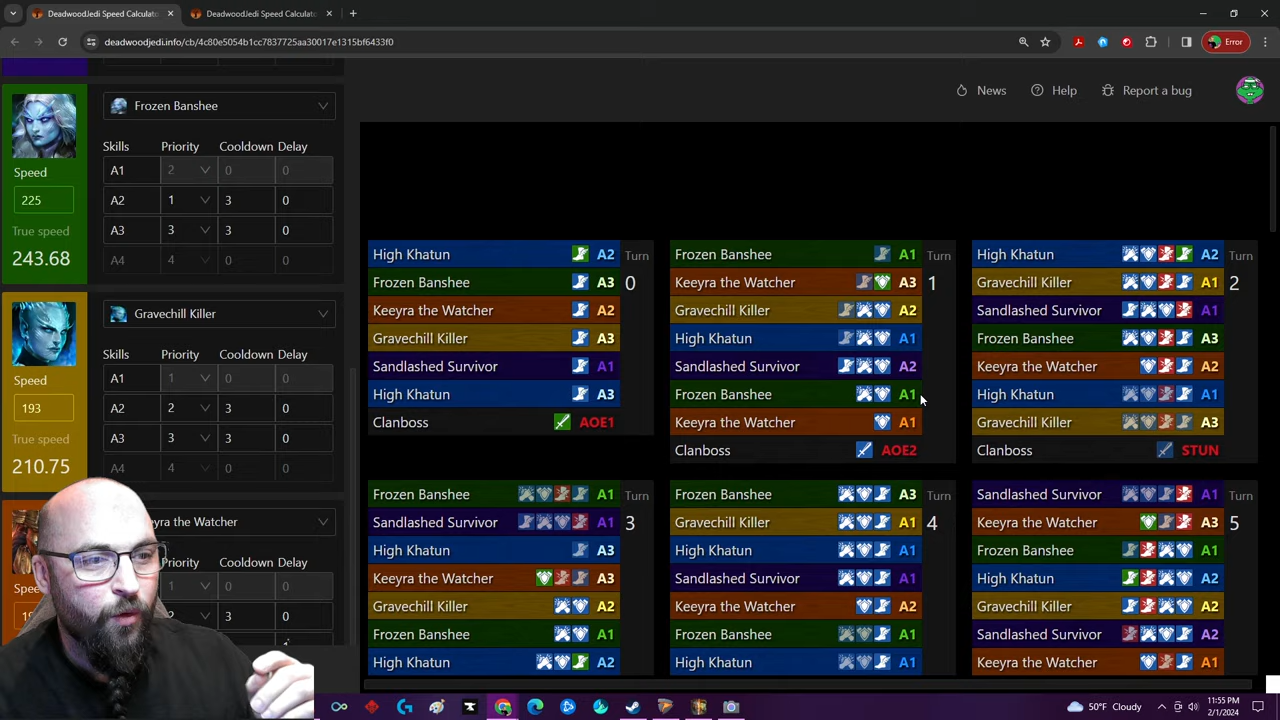 DeadwoodJedi Speed Calculato
DeadwoodJedi Speed Calculato
deadwoodjedi.info/cb/4c80e5054b1cc7837725aa30017e1315bf6433f0
Error
News
Help
Report a bug
Frozen Banshee
Skills Priority Cooldown Delay
Speed
A1 2 0 0
225
A2 1 3 0
True speed
A3 3 3 0
243.68
A4 4 0 0
Gravechill Killer
Skills Priority Cooldown Delay
Speed
A1 1 0 0
193
A2 2 3 0
True speed
A3 3 3 0
210.75
A4 4 0 0
ra the Watcher
Priority Cooldown Delay
Spee
1 0 0
19
3 0
High Khatun A2 Turn
Frozen Banshee A3 0
Keeyra the Watcher A2
Gravechill Killer A3
Sandlashed Survivor A1
High Khatun A3
Clanboss AOE1
Frozen Banshee A1 Turn
Keeyra the Watcher A3 1
Gravechill Killer A2
High Khatun A1
Sandlashed Survivor A2
Frozen Banshee A1
Keeyra the Watcher A1
Clanboss AOE2
High Khatun A2 Turn
Gravechill Killer A1 2
Sandlashed Survivor A1
Frozen Banshee A3
Keeyra the Watcher A2
High Khatun A1
Gravechill Killer A3
Clanboss STUN
Frozen Banshee A1 Turn
Sandlashed Survivor A1 3
High Khatun A3
Keeyra the Watcher A3
Gravechill Killer A2
Frozen Banshee A1
High Khatun A2
Frozen Banshee A3 Turn
Gravechill Killer A1 4
High Khatun A1
Sandlashed Survivor A1
Keeyra the Watcher A2
Frozen Banshee A1
High Khatun A1
Sandlashed Survivor A1 Turn
Keeyra the Watcher A3 5
Frozen Banshee A1
High Khatun A2
Gravechill Killer A2
Sandlashed Survivor A2
Keeyra the Watcher A1
50°F Cloudy
11:55 PM
2/1/2024